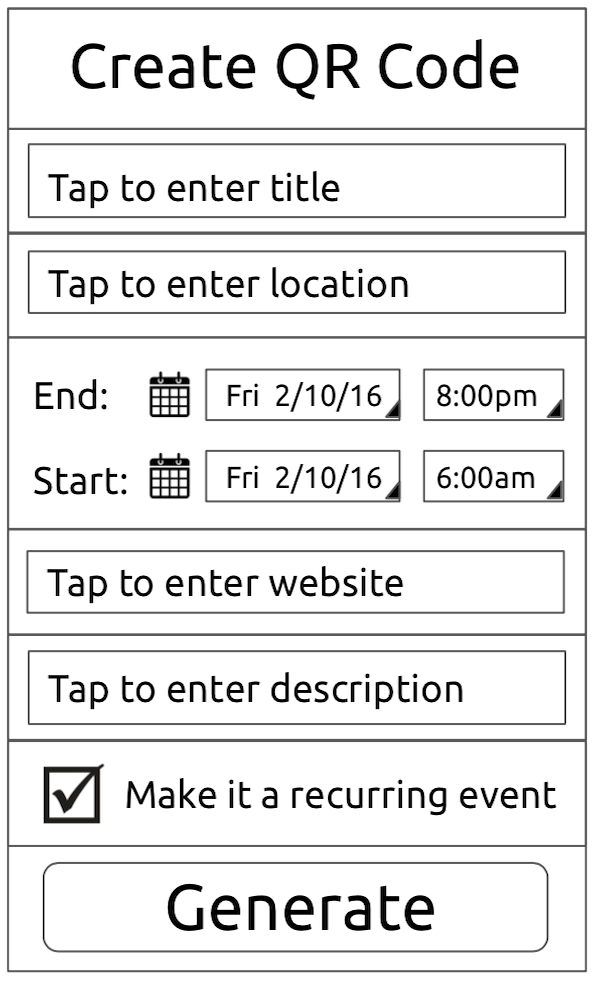 Create QR Code
Tap to enter title
Tap to enter location
End: Fri 2/10/16 8:00pm
Start: Fri 2/10/16 6:00am
Tap to enter website
Tap to enter description
Make it a recurring event
Generate